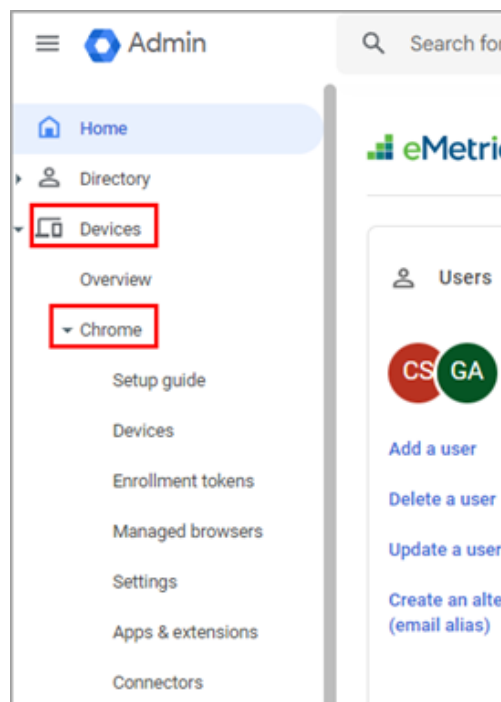 Admin
Search for
Home
Directory
Devices
Overview
Chrome
Setup guide
Devices
Enrollment tokens
Managed browsers
Settings
Apps & extensions
Connectors
eMetri
Users
CS GA
Add a user
Delete a user
Update a user
Create an alte
(email alias)